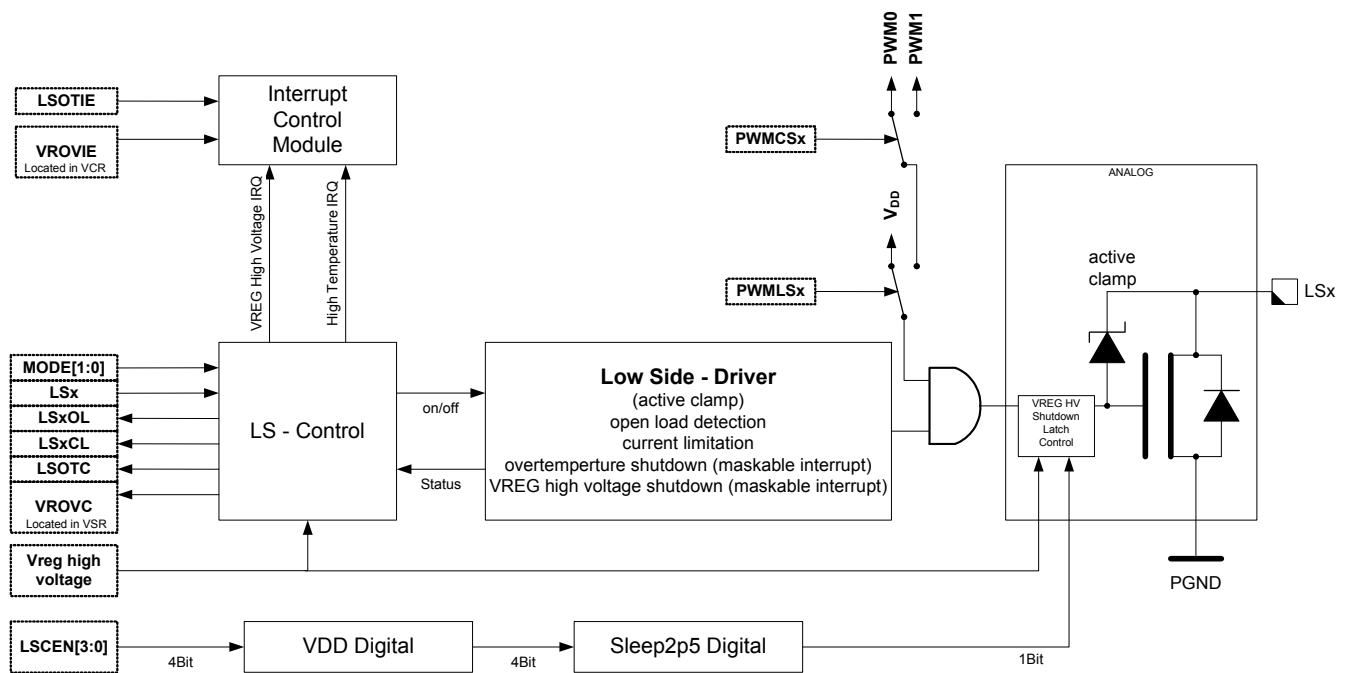 PWM0
PWM1
LSOTIE
VROVIE
Located in VCR
Interrupt
Control
Module
PWMCSx
VREG High Voltage IRQ
High Temperature IRQ
VDD
PWMLSx
ANALOG
active
clamp
LSx
MODE[1:0]
LSx
LSxOL
LSxCL
LSOTC
VROVC
Located in VSR
Vreg high
voltage
LS - Control
on/off
Status
Low Side - Driver
(active clamp)
open load detection
current limitation
overtemperture shutdown (maskable interrupt)
VREG high voltage shutdown (maskable interrupt)
VREG HV
Shutdown
Latch
Control
PGND
LSCEN[3:0]
4Bit
VDD Digital
4Bit
Sleep2p5 Digital
1Bit